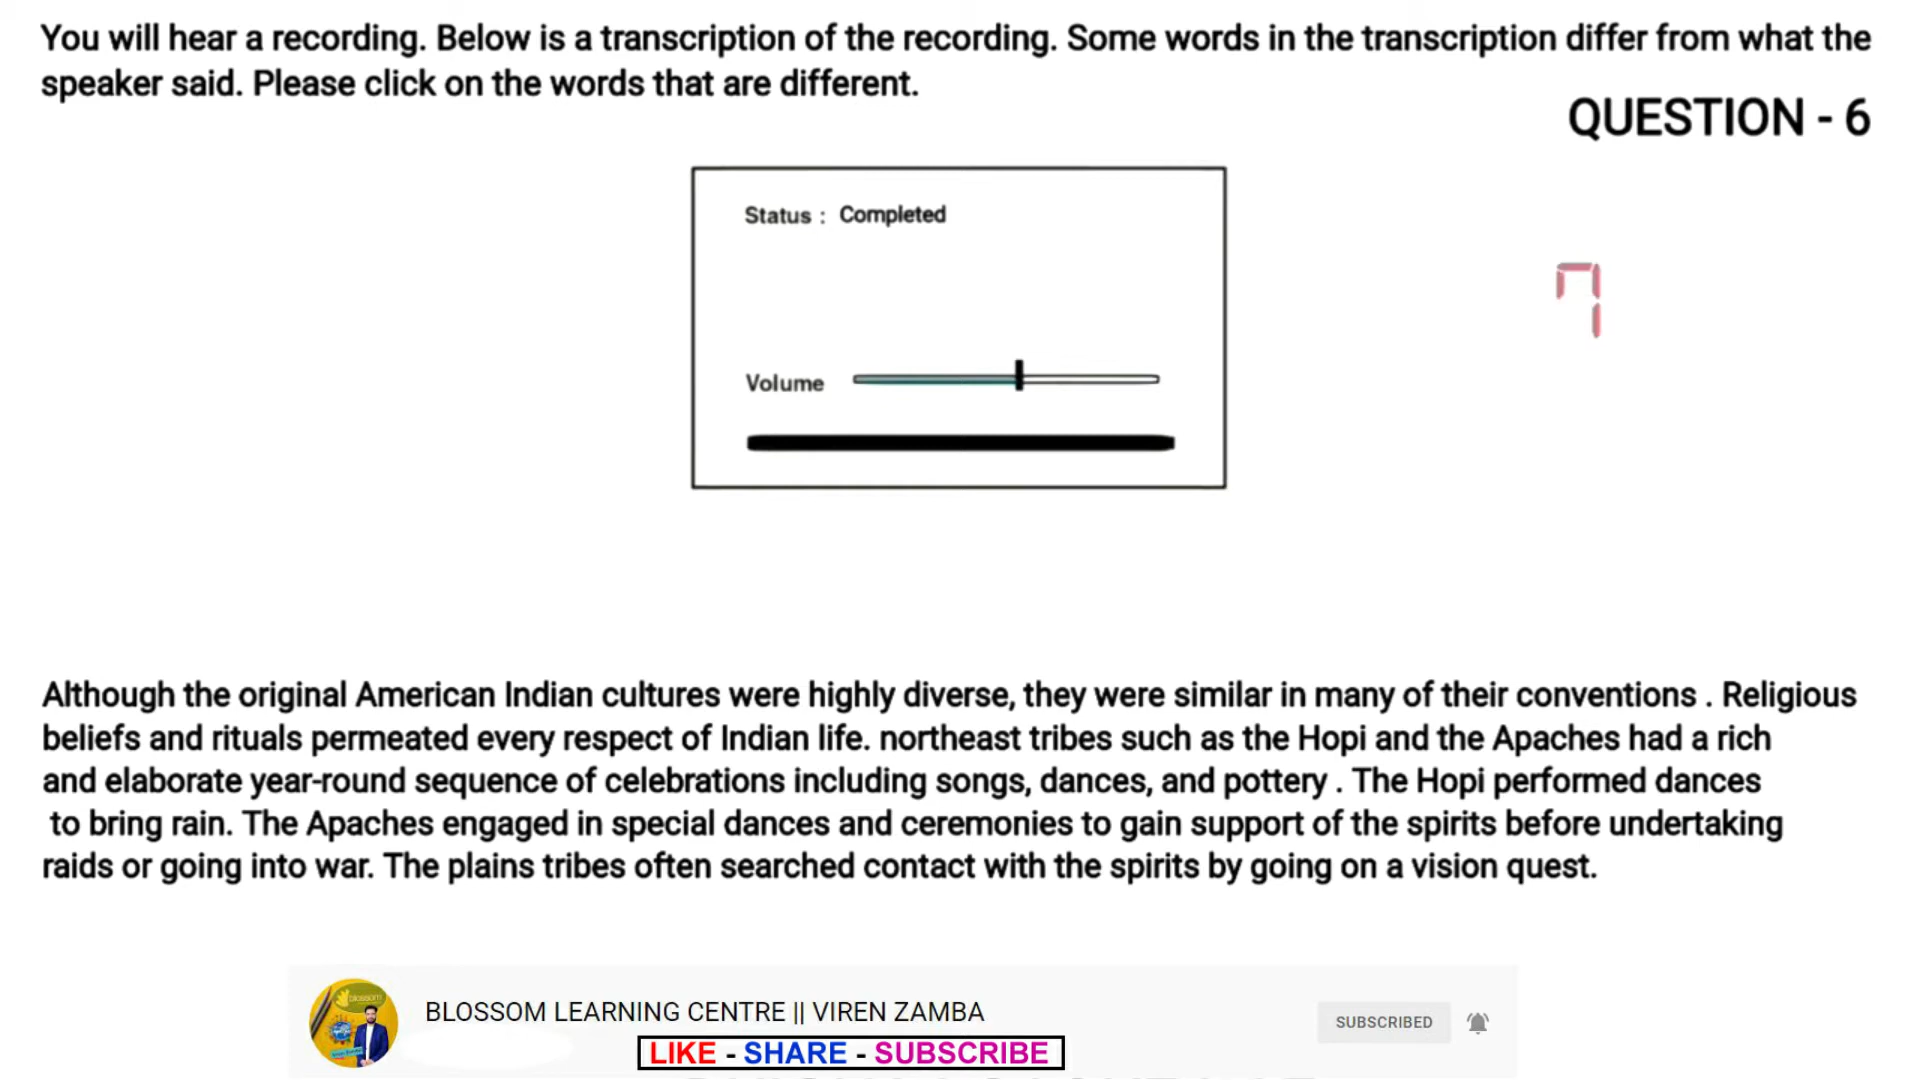 You will hear a recording. Below is a transcription of the recording. Some words in the transcription differ from what the
speaker said. Please click on the words that are different.
QUESTION - 6
Status : Completed
7
Volume
Although the original American Indian cultures were highly diverse, they were similar in many of their conventions . Religious
beliefs and rituals permeated every respect of Indian life. northeast tribes such as the Hopi and the Apaches had a rich
and elaborate year-round sequence of celebrations including songs, dances, and pottery . The Hopi performed dances
to bring rain. The Apaches engaged in special dances and ceremonies to gain support of the spirits before undertaking
raids or going into war. The plains tribes often searched contact with the spirits by going on a vision quest.
blossom
BLOSSOM LEARNING CENTRE || VIREN ZAMBA
SUBSCRIBED
LIKE - SHARE - SUBSCRIBE